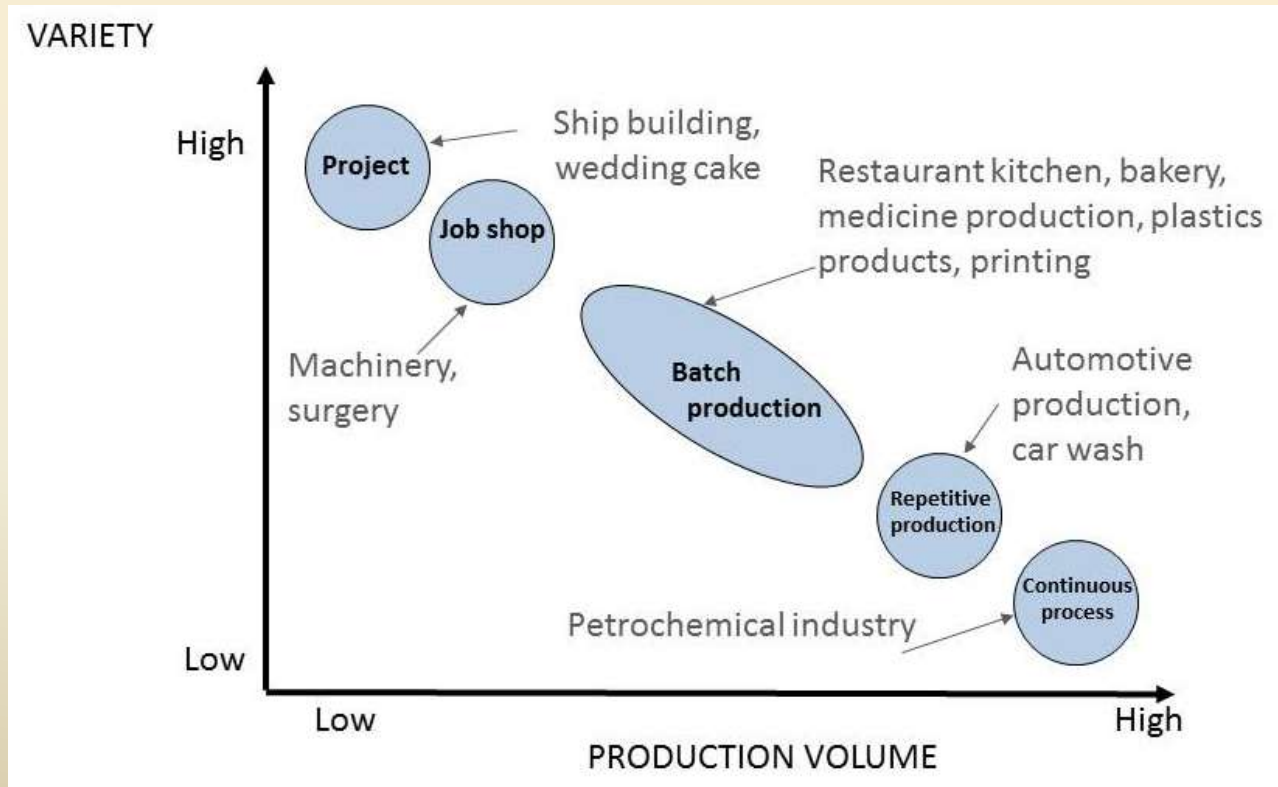 VARIETY
High
Project
Ship building,
wedding cake
Job shop
Restaurant kitchen, bakery,
medicine production, plastics
products, printing
Machinery,
surgery
Batch
production
Automotive
production,
car wash
Repetitive
production
Continuous
process
Petrochemical industry
Low
Low
High
PRODUCTION VOLUME